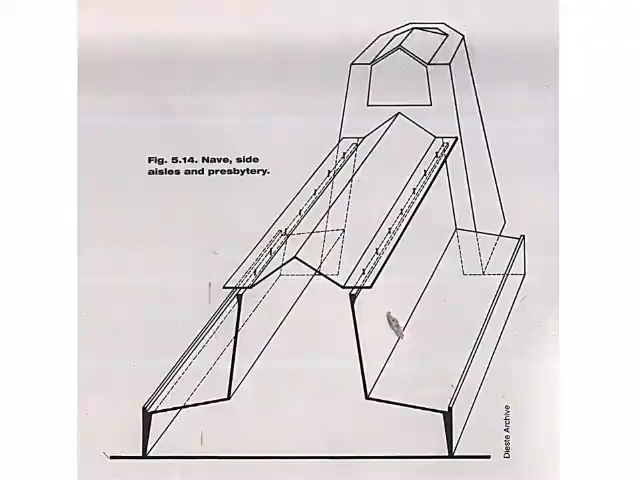 Fig. 5.14. Nave, side
aisles and presbytery.
Dieste Archive